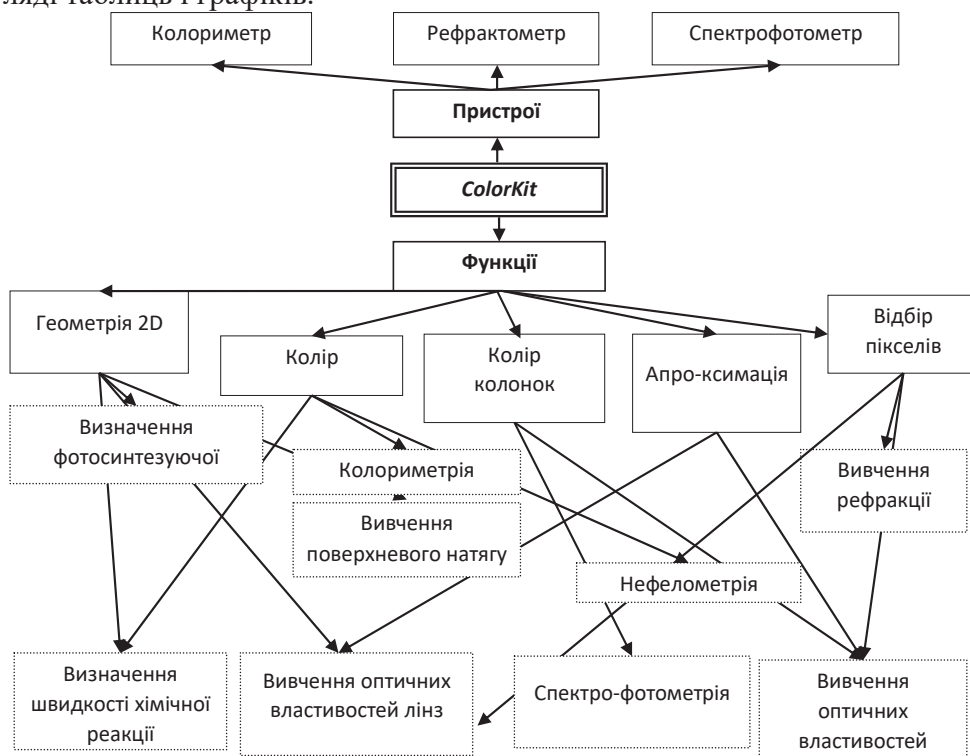 таблиць і графіків.
Колориметр
Рефрактометр
Спектрофотометр
Пристрої
ColorKit
Функції
Геометрія 2D
Колір
Колір
колонок
Апро-ксимація
Відбір
пікселів
Визначення
фотосинтезуючої
Колориметрія
Вивчення
поверхневого натягу
Вивчення
рефракції
Нефелометрія
Визначення
швидкості хімічної
реакції
Вивчення оптичних
властивостей лінз
Спектро-фотометрія
Вивчення
оптичних
властивостей